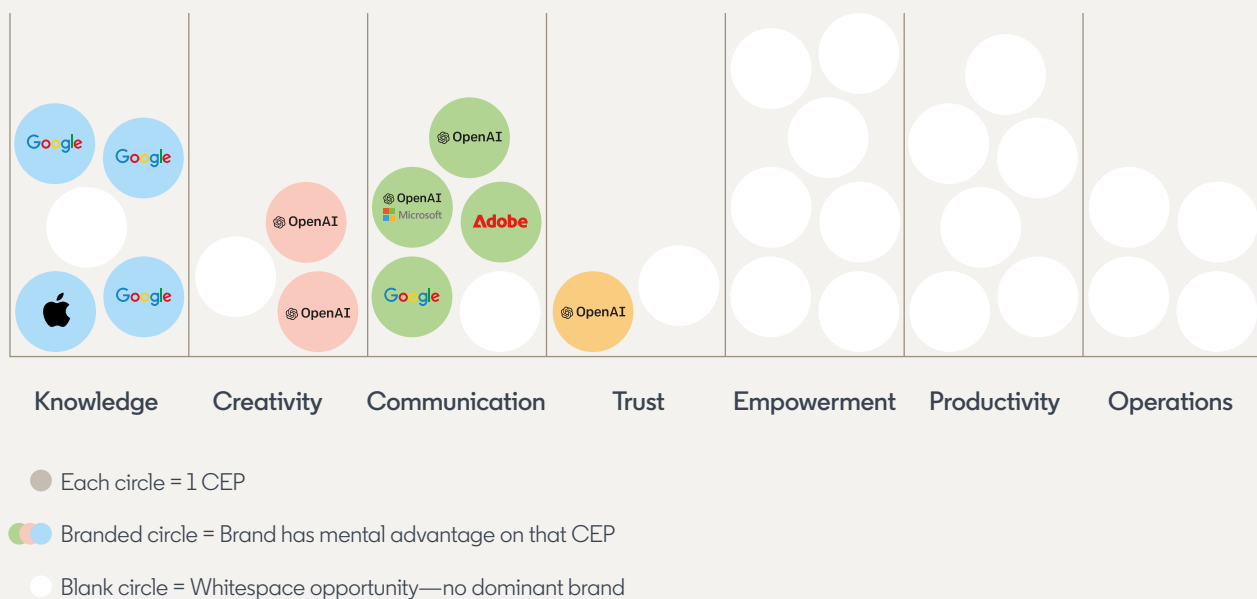 Google
Google
Google
OpenAI
OpenAI
OpenAI
OpenAI
Microsoft
Adobe
Google
OpenAI
Knowledge
Creativity
Communication
Trust
Empowerment
Productivity
Operations
Each circle = 1 CEP
Branded circle = Brand has mental advantage on that CEP
Blank circle = Whitespace opportunity—no dominant brand